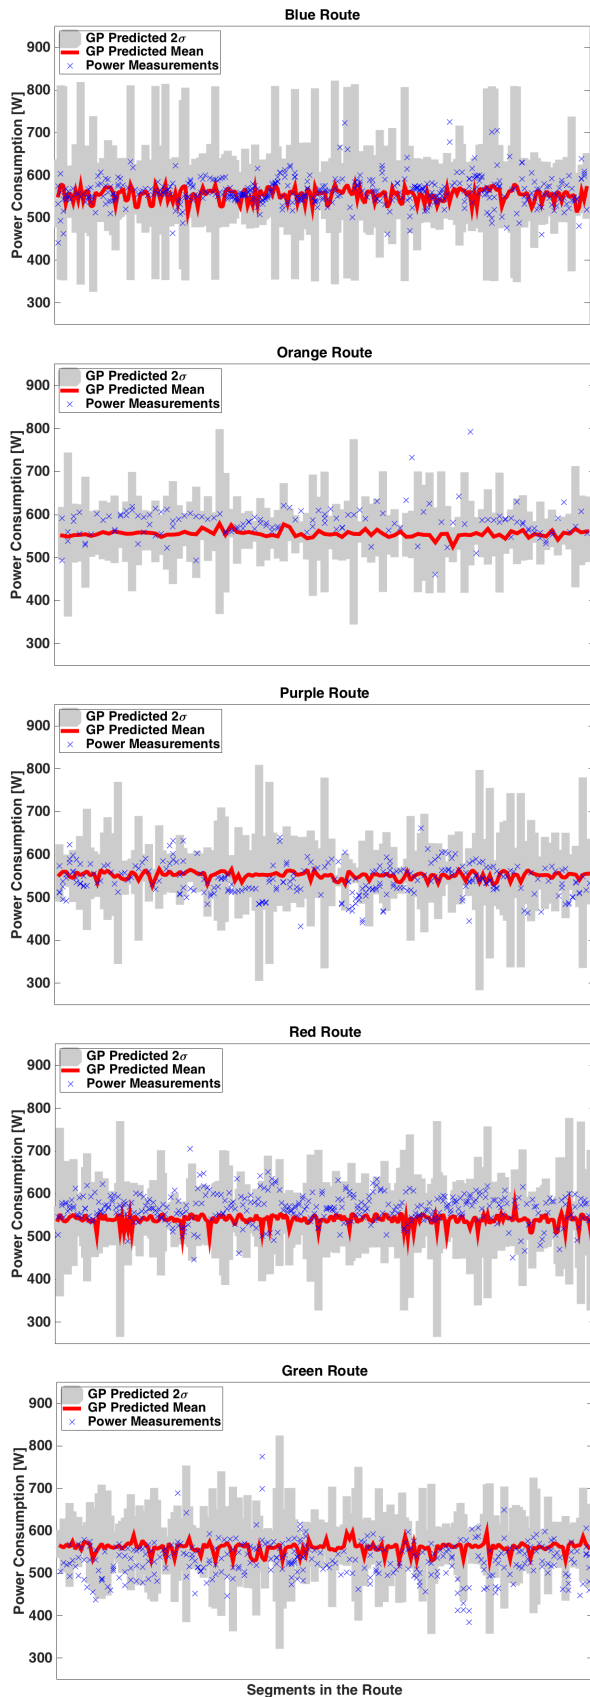 Blue Route
GP Predicted 2σ
GP Predicted Mean
Power Measurements
Power Consumption [W]
900
800
700
600
500
400
300
Orange Route
GP Predicted 2σ
GP Predicted Mean
Power Measurements
Power Consumption [W]
900
800
700
600
500
400
300
Purple Route
GP Predicted 2σ
GP Predicted Mean
Power Measurements
Power Consumption [W]
900
800
700
600
500
400
300
Red Route
GP Predicted 2σ
GP Predicted Mean
Power Measurements
Power Consumption [W]
900
800
700
600
500
400
300
Green Route
GP Predicted 2σ
GP Predicted Mean
Power Measurements
Power Consumption [W]
900
800
700
600
500
400
300
Segments in the Route